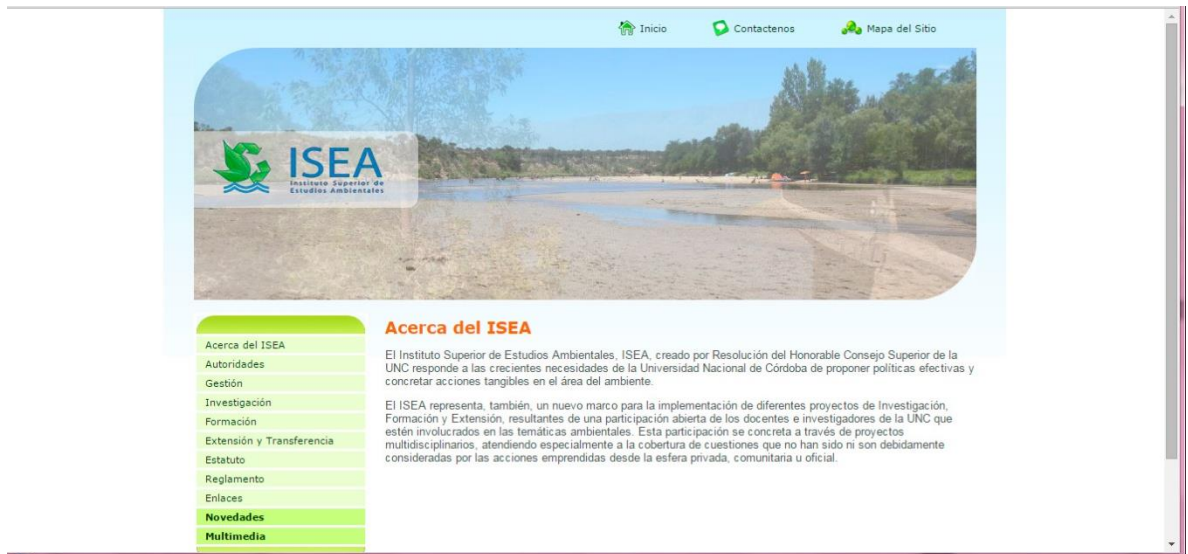 Inicio
Contactenos
Mapa del Sitio
ISEA
Instituto Superior de
Estudios Ambientales
Acerca del ISEA
Autoridades
Gestión
Investigación
Formación
Extensión y Transferencia
Estatuto
Reglamento
Enlaces
Novedades
Multimedia
Acerca del ISEA
El Instituto Superior de Estudios Ambientales, ISEA, creado por Resolución del Honorable Consejo Superior de la
UNC responde a las crecientes necesidades de la Universidad Nacional de Córdoba de proponer políticas efectivas y
concretar acciones tangibles en el área del ambiente.
El ISEA representa, también, un nuevo marco para la implementación de diferentes proyectos de Investigación,
Formación y Extensión, resultantes de una participación abierta de los docentes e investigadores de la UNC que
estén involucrados en las temáticas ambientales. Esta participación se concreta a través de proyectos
multidisciplinarios, atendiendo especialmente a la cobertura de cuestiones que no han sido ni son debidamente
consideradas por las acciones emprendidas desde la esfera privada, comunitaria u oficial.